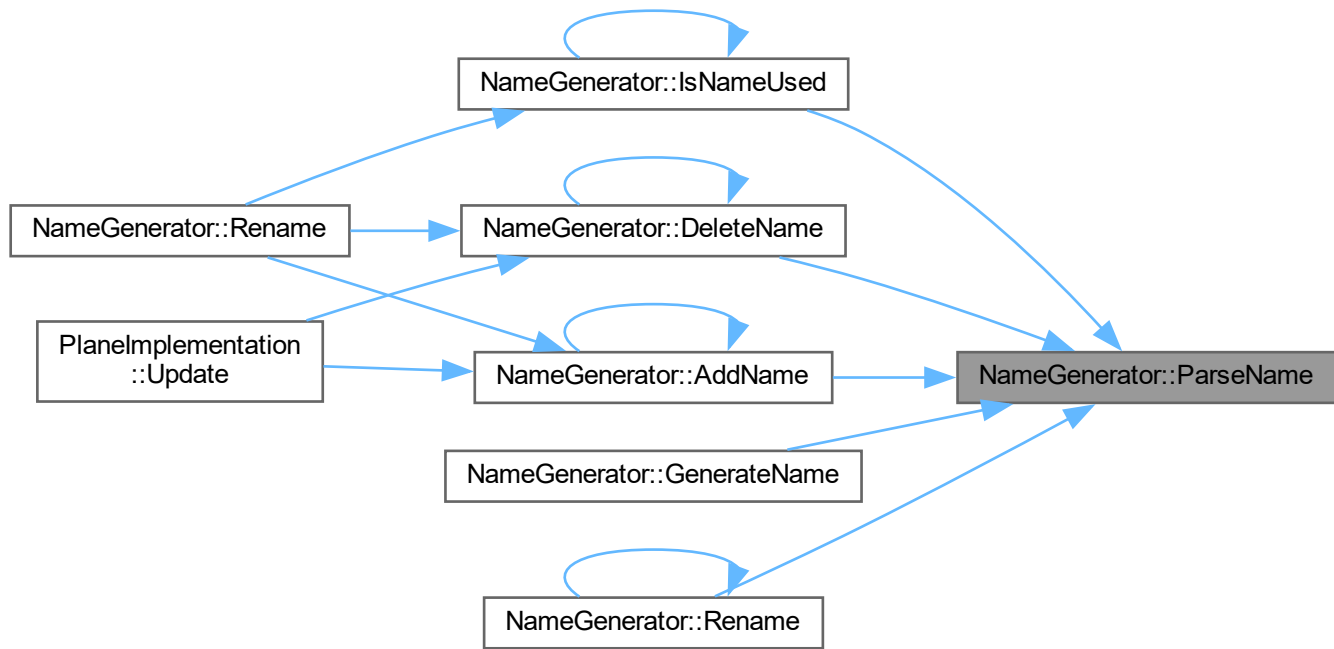 NameGenerator::IsNameUsed
NameGenerator::Rename
NameGenerator::DeleteName
PlaneImplementation
::Update
NameGenerator::AddName
NameGenerator::ParseName
NameGenerator::GenerateName
NameGenerator::Rename